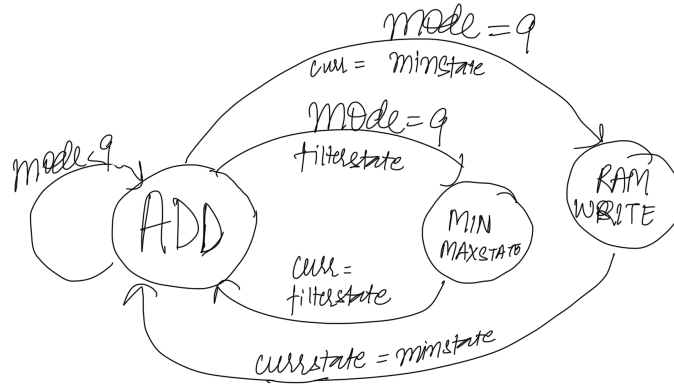 mode = 9
curr = minstate
mode = 9
filterstate
mode<9
ADD
MIN
MAXSTATE
RAM
WRITE
curr =
filterstate
currstate = minstate